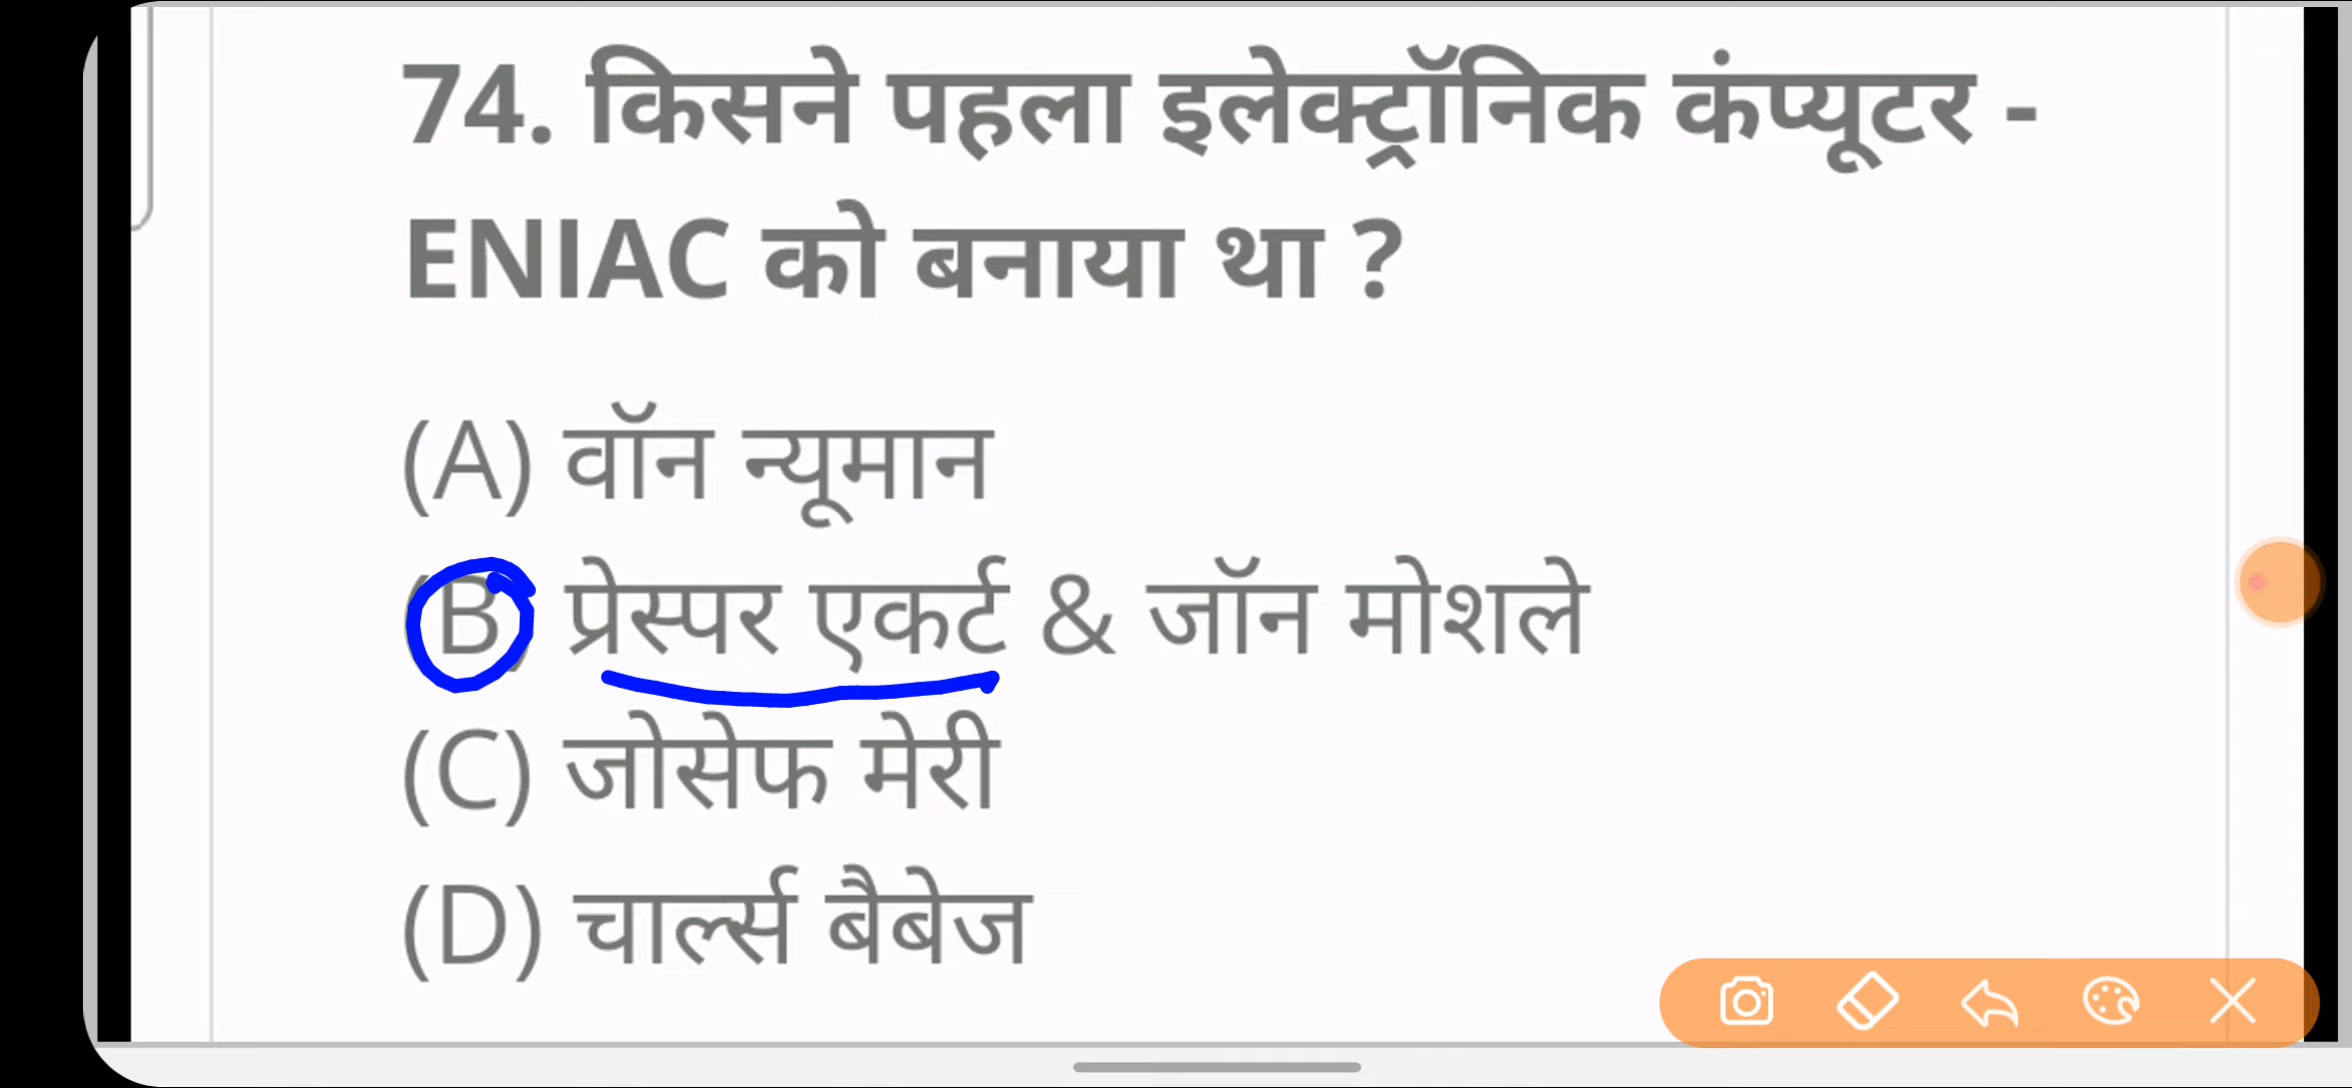 74. किसने पहला इलेक्ट्रॉनिक कंप्यूटर -
ENIAC को बनाया था ?
(A) वॉन न्यूमान
(B) प्रेस्पर एकर्ट & जॉन मोशले
(C) जोसेफ मेरी
(D) चार्ल्स बैबेज